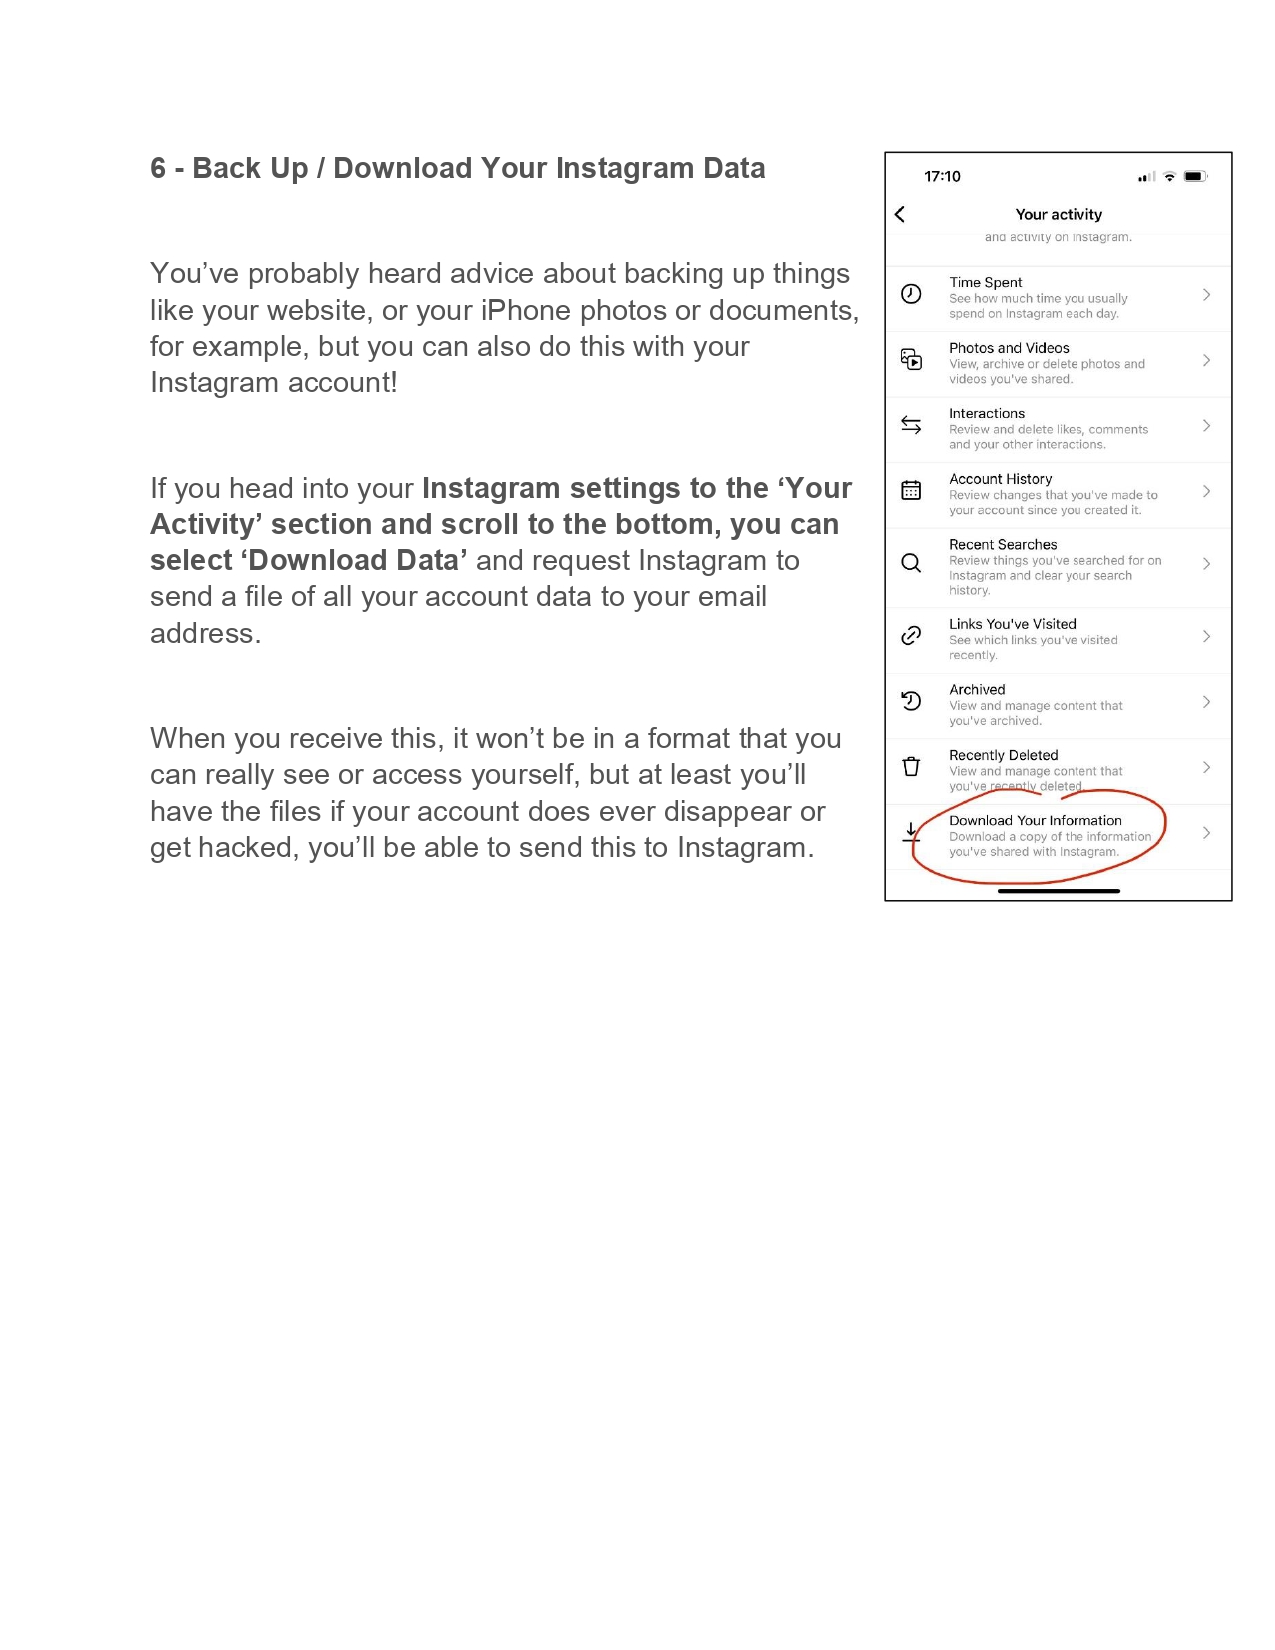 6 - Back Up / Download Your Instagram Data
You’ve probably heard advice about backing up things
like your website, or your iPhone photos or documents,
for example, but you can also do this with your
Instagram account!
If you head into your Instagram settings to the ‘Your
Activity’ section and scroll to the bottom, you can
select ‘Download Data’ and request Instagram to
send a file of all your account data to your email
address.
When you receive this, it won’t be in a format that you
can really see or access yourself, but at least you’ll
have the files if your account does ever disappear or
get hacked, you’ll be able to send this to Instagram.
17:10
Your activity
and activity on Instagram.
Time Spent
See how much time you usually
spend on Instagram each day.
Photos and Videos
View, archive or delete photos and
videos you've shared.
Interactions
Review and delete likes, comments
and your other interactions.
Account History
Review changes that you've made to
your account since you created it.
Recent Searches
Review things you've searched for on
Instagram and clear your search
history.
Links You've Visited
See which links you've visited
recently.
Archived
View and manage content that
you've archived.
Recently Deleted
View and manage content that
you've recently deleted.
Download Your Information
Download a copy of the information
you've shared with Instagram.